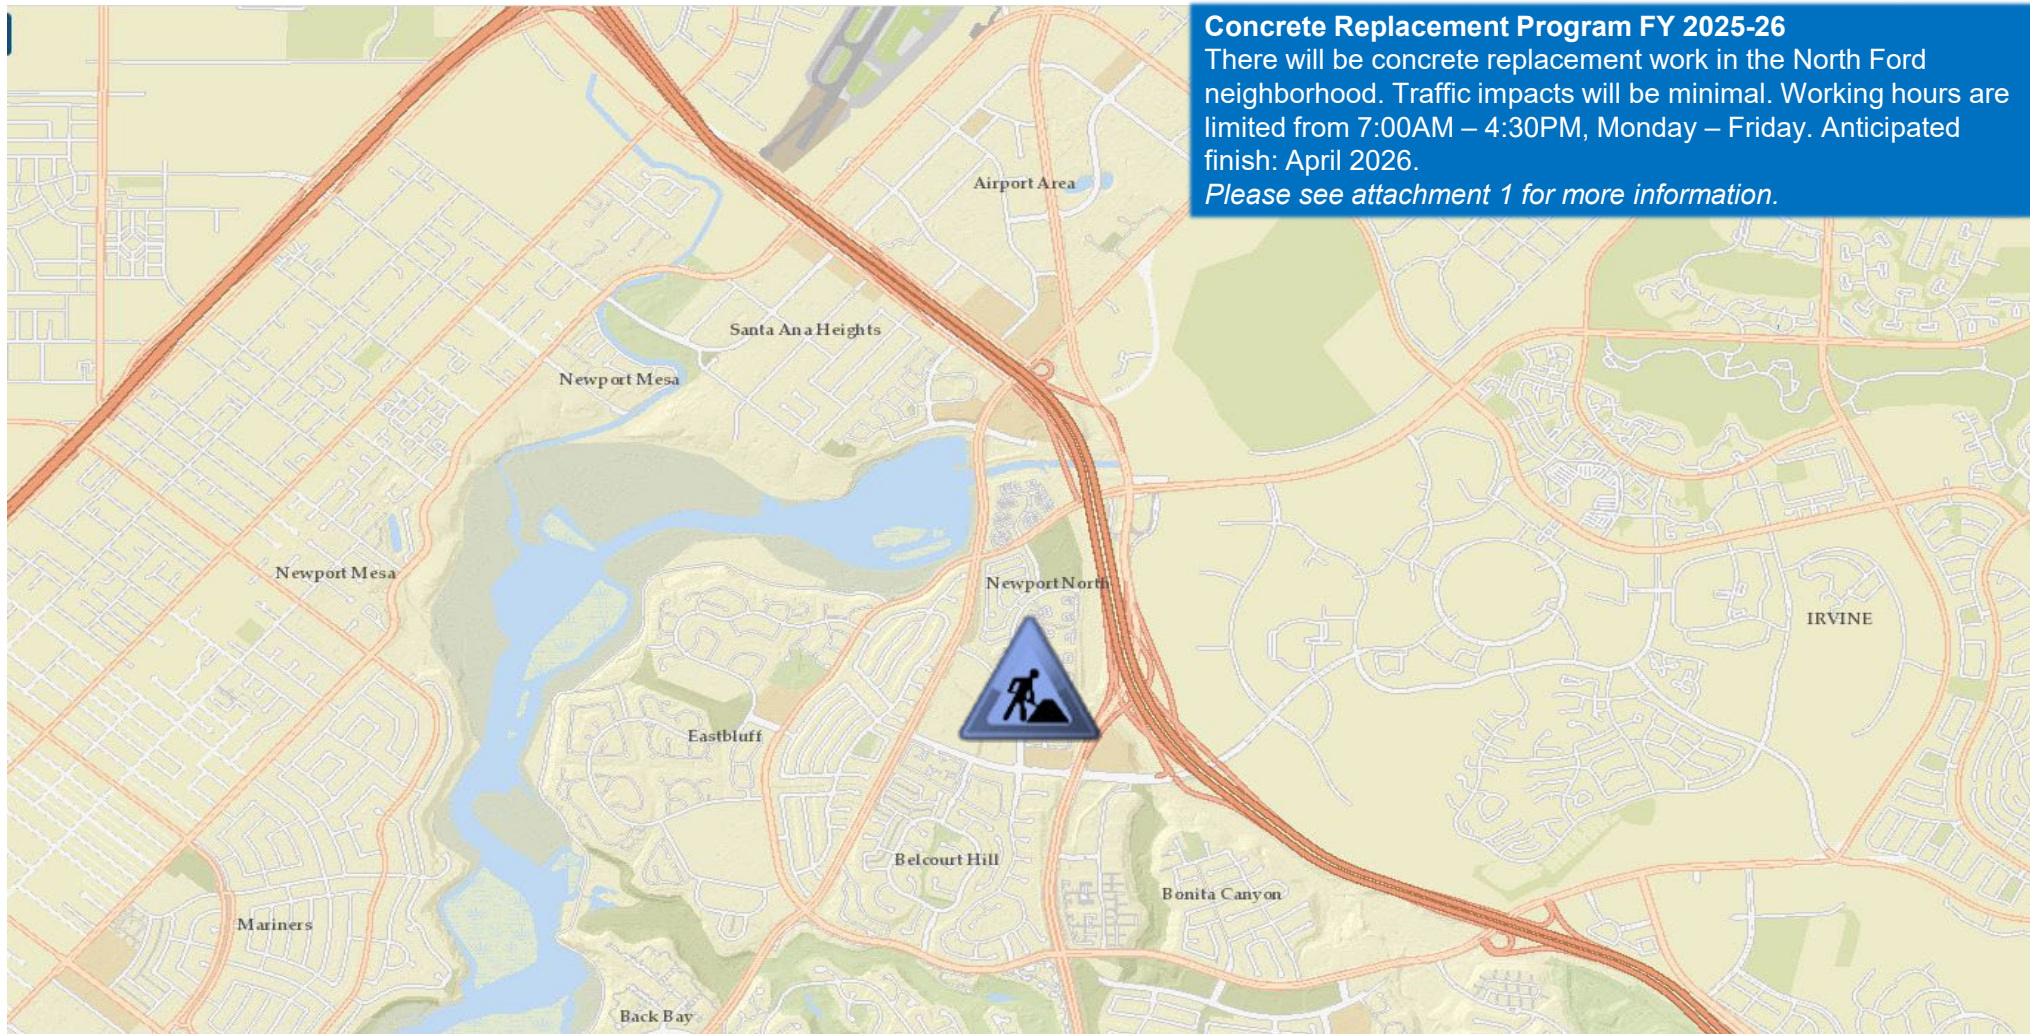 Concrete Replacement Program FY 2025-26
There will be concrete replacement work in the North Ford
neighborhood. Traffic impacts will be minimal. Working hours are
limited from 7:00AM – 4:30PM, Monday – Friday. Anticipated
finish: April 2026.
Please see attachment 1 for more information.
Airport Area
Santa Ana Heights
Newport Mesa
Newport Mesa
Newport North
IRVINE
Eastbluff
Belcourt Hill
Bonita Canyon
Mariners
Back Bay